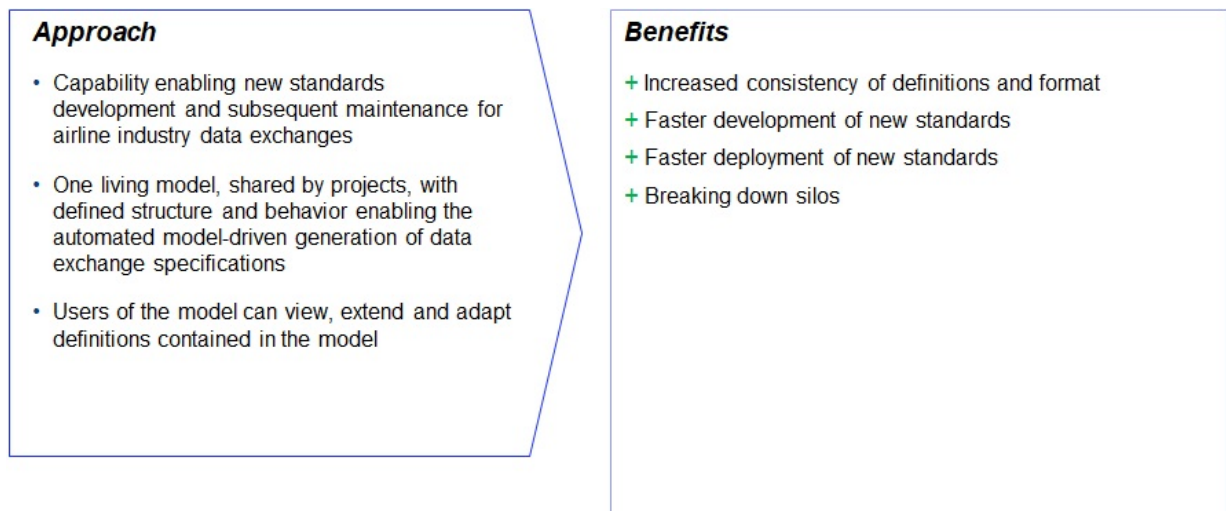 Approach
• Capability enabling new standards
development and subsequent maintenance for
airline industry data exchanges
• One living model, shared by projects, with
defined structure and behavior enabling the
automated model-driven generation of data
exchange specifications
• Users of the model can view, extend and adapt
definitions contained in the model
Benefits
+ Increased consistency of definitions and format
+ Faster development of new standards
+ Faster deployment of new standards
+ Breaking down silos